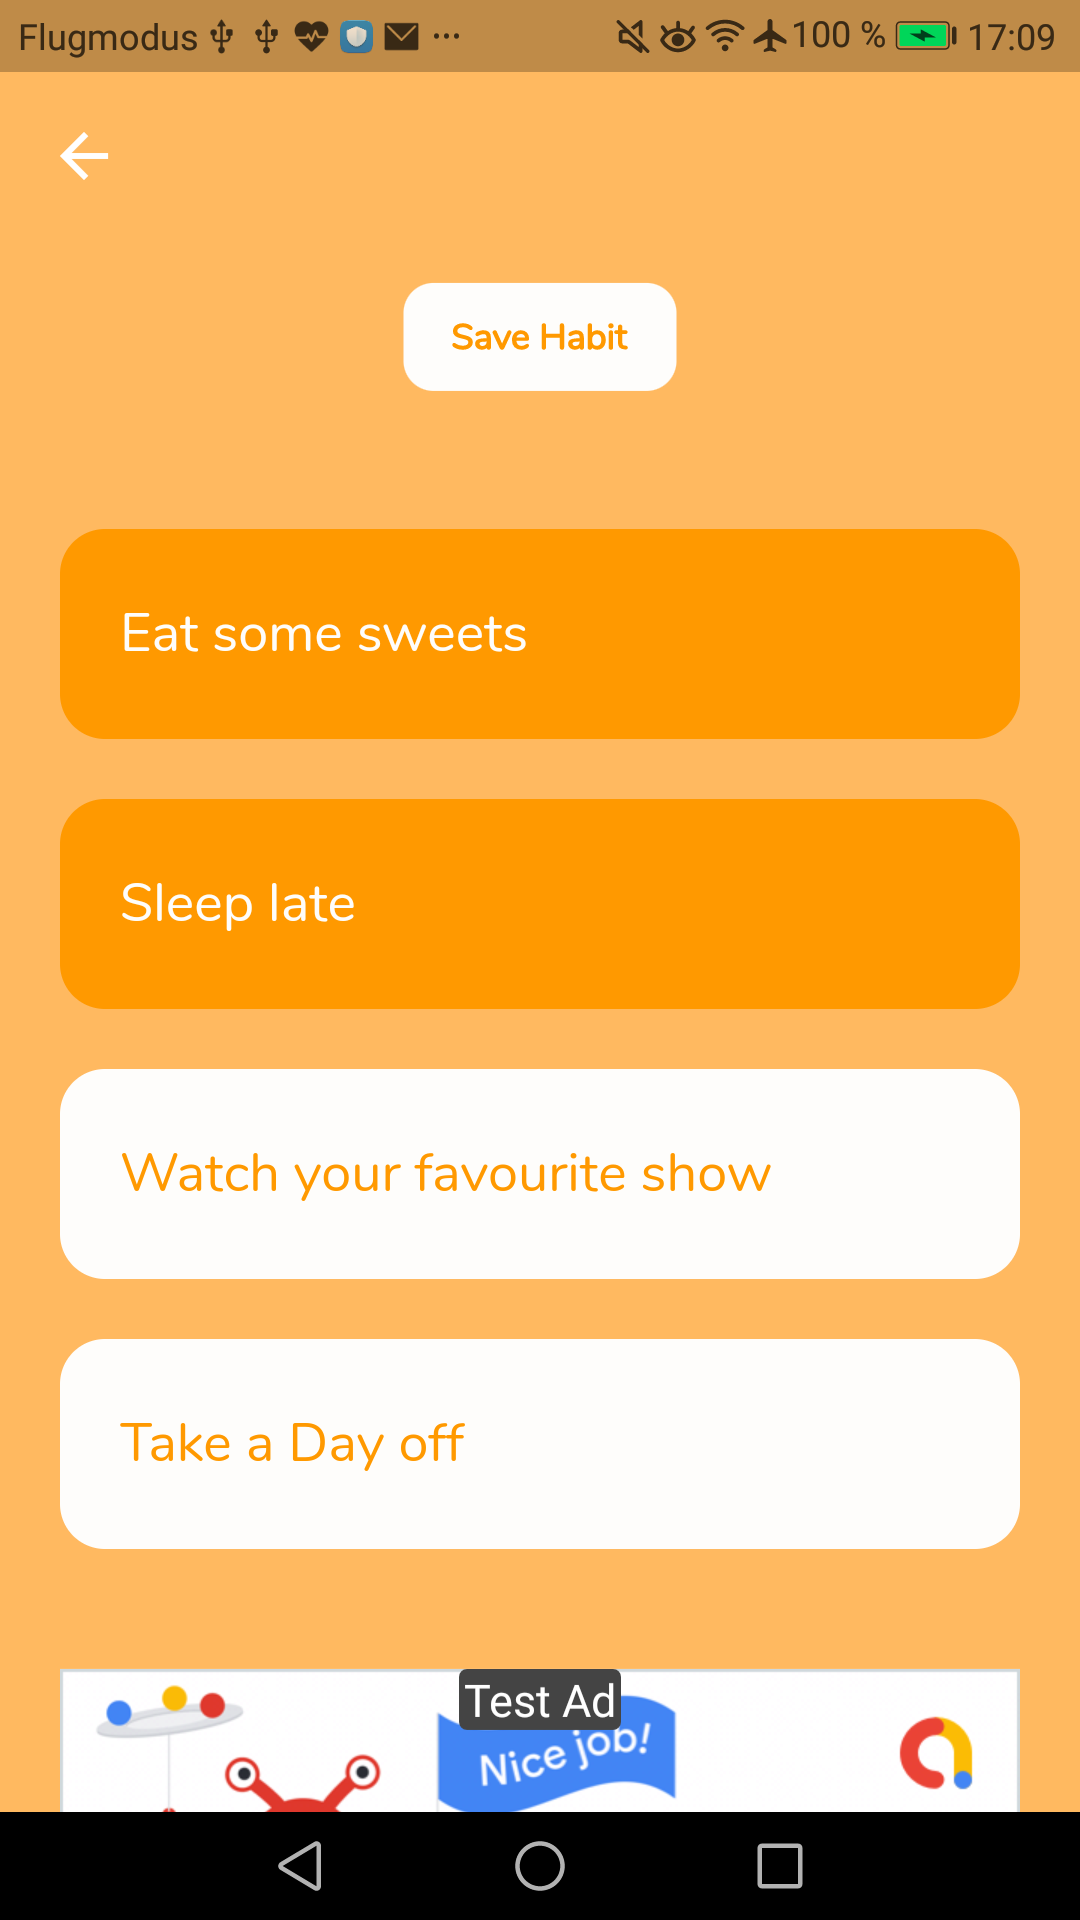 Flugmodus ... 100 % 17:09
Save Habit
Eat some sweets
Sleep late
Watch your favourite show
Take a Day off
Test Ad
Nice job!